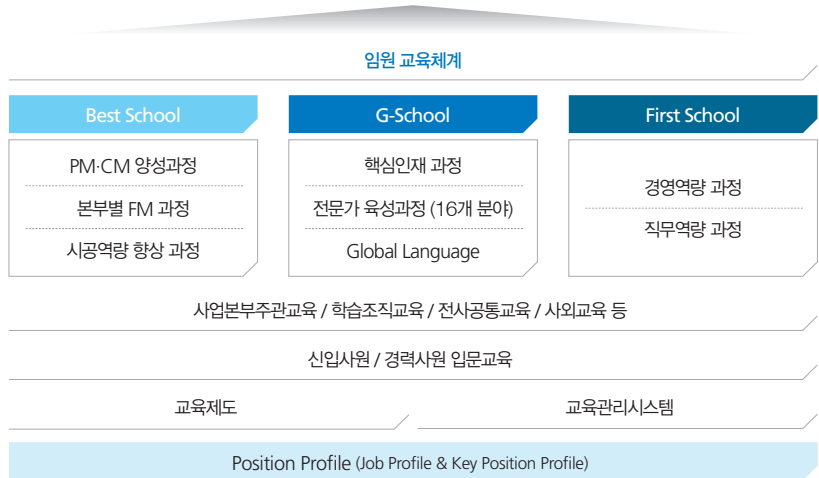 임원 교육체계
Best School
PM·CM 양성과정
본부별 FM 과정
시공역량 향상 과정
G-School
핵심인재 과정
전문가 육성과정 (16개 분야)
Global Language
First School
경영역량 과정
직무역량 과정
사업본부주관교육 / 학습조직교육 / 전사공통교육 / 사외교육 등
신입사원 / 경력사원 입문교육
교육제도
교육관리시스템
Position Profile (Job Profile & Key Position Profile)